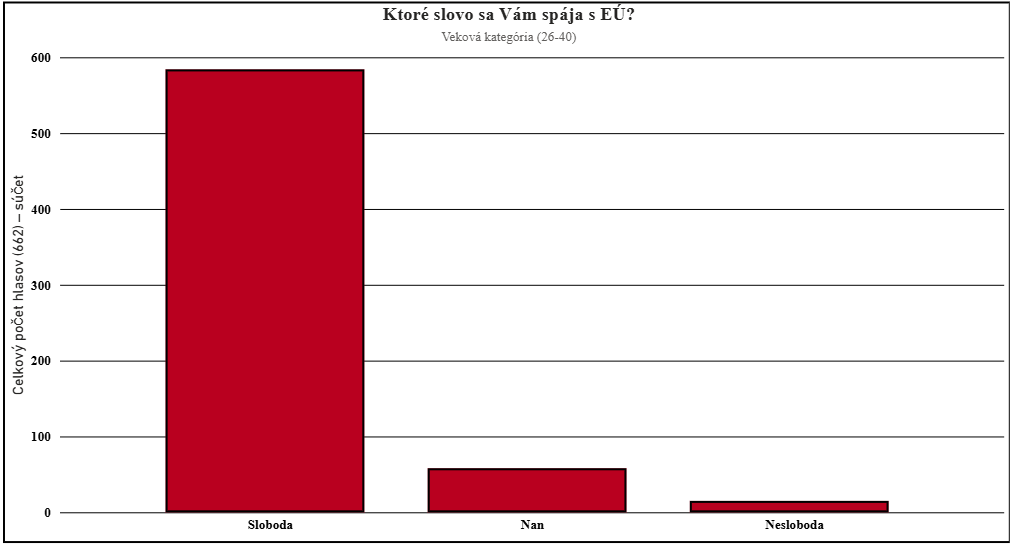 Ktoré slovo sa Vám spája s EÚ?
Veková kategória (26-40)
Celkový počet hlasov (662) – súčet
600
500
400
300
200
100
0
Sloboda Nan Nesloboda